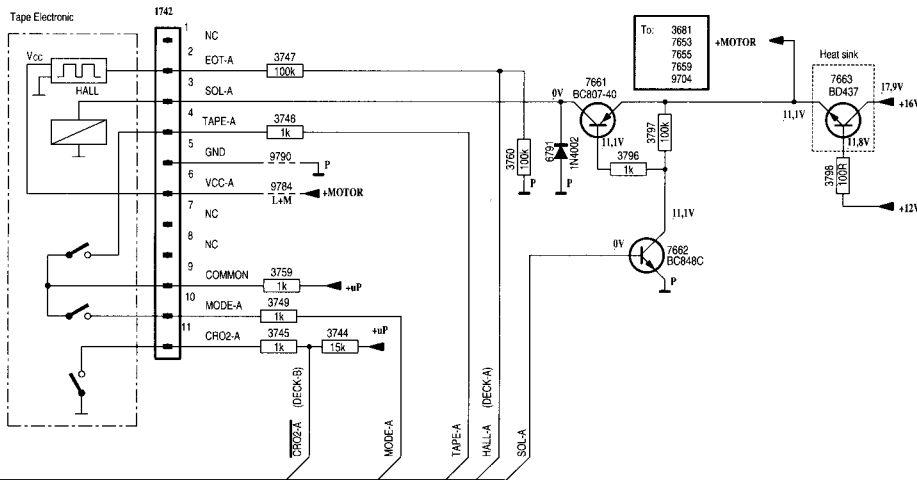 Tape Electronic
1742
Vcc
HALL
1
NC
2
EOT-A
3747
100k
3
SOL-A
4
TAPE-A
3746
1k
5
GND
9790
P
6
VCC-A
9784
L+M
+MOTOR
7
NC
8
NC
9
COMMON
3759
1k
+uP
10
MODE-A
3749
1k
11
CRO2-A
3745
1k
3744
15k
+uP
CRO2-A (DECK-B)
MODE-A
TAPE-A
HALL-A (DECK-A)
SOL-A
3760
100k
P
6791
1N4002
P
0V
7661
BC807-40
11,1V
3796
1k
3797
100k
11,1V
0V
7662
BC848C
P
To: 3681
7653
7655
7659
9704
+MOTOR
Heat sink
7663
BD437
17,9V
+16V
11,1V
11,8V
3798
100R
+12V